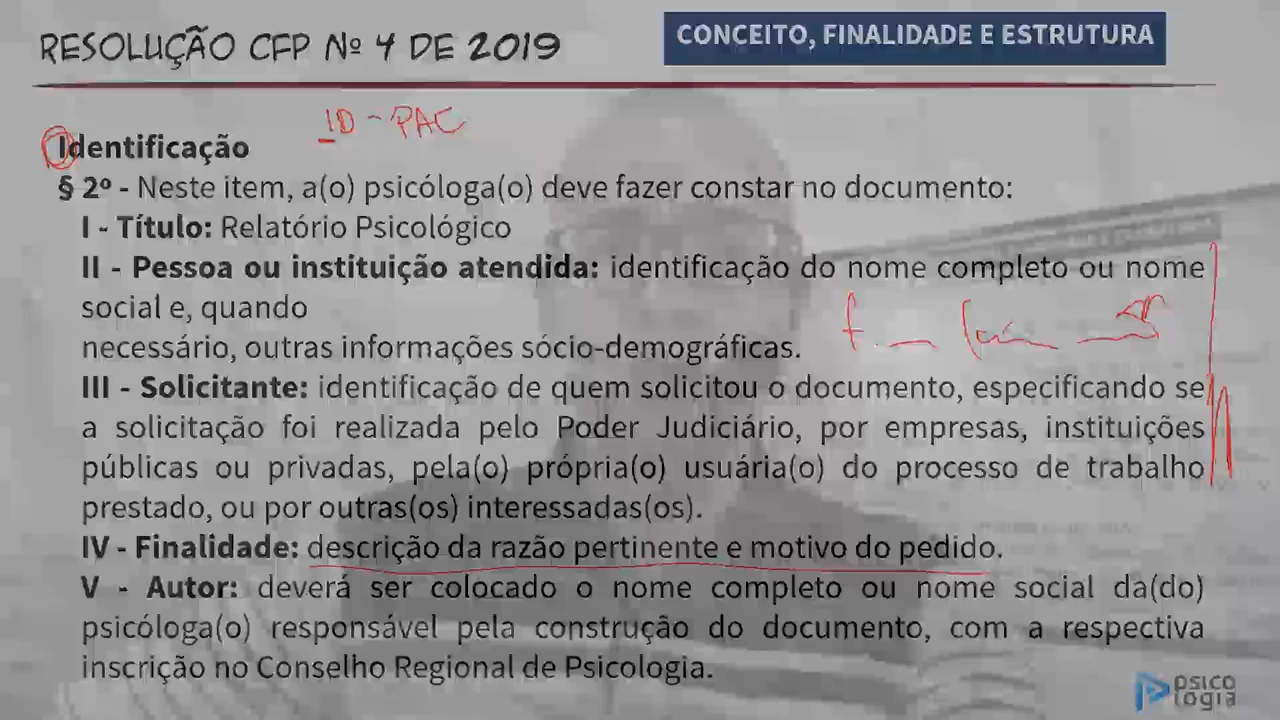 RESOLUÇÃO CFP Nº 4 DE 2019
CONCEITO, FINALIDADE E ESTRUTURA
ID - PAC
Identificação
§ 2º - Neste item, a(o) psicóloga(o) deve fazer constar no documento:
I - Título: Relatório Psicológico
II - Pessoa ou instituição atendida: identificação do nome completo ou nome
social e, quando
necessário, outras informações sócio-demográficas.
III - Solicitante: identificação de quem solicitou o documento, especificando se
a solicitação foi realizada pelo Poder Judiciário, por empresas, instituições
públicas ou privadas, pela(o) própria(o) usuária(o) do processo de trabalho
prestado, ou por outras(os) interessadas(os).
IV - Finalidade: descrição da razão pertinente e motivo do pedido.
V - Autor: deverá ser colocado o nome completo ou nome social da(do)
psicóloga(o) responsável pela construção do documento, com a respectiva
inscrição no Conselho Regional de Psicologia.
psico
logia